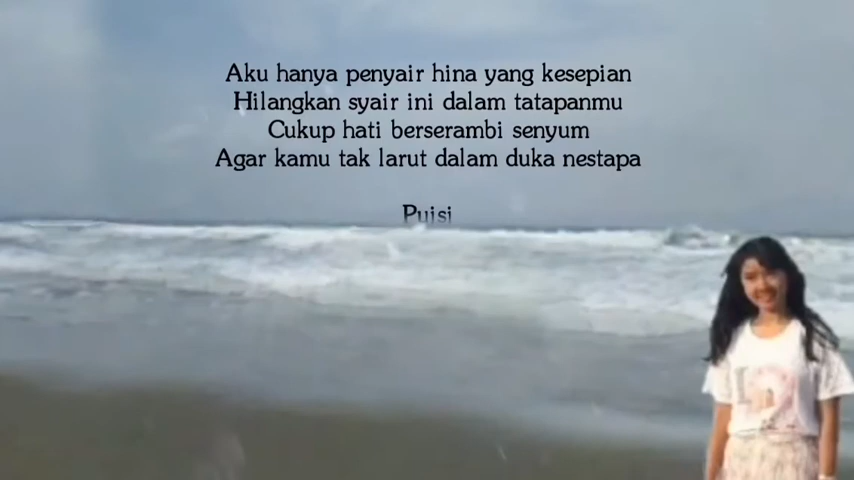 Aku hanya penyair hina yang kesepian
Hilangkan syair ini dalam tatapanmu
Cukup hati berserambi senyum
Agar kamu tak larut dalam duka nestapa
Puisi